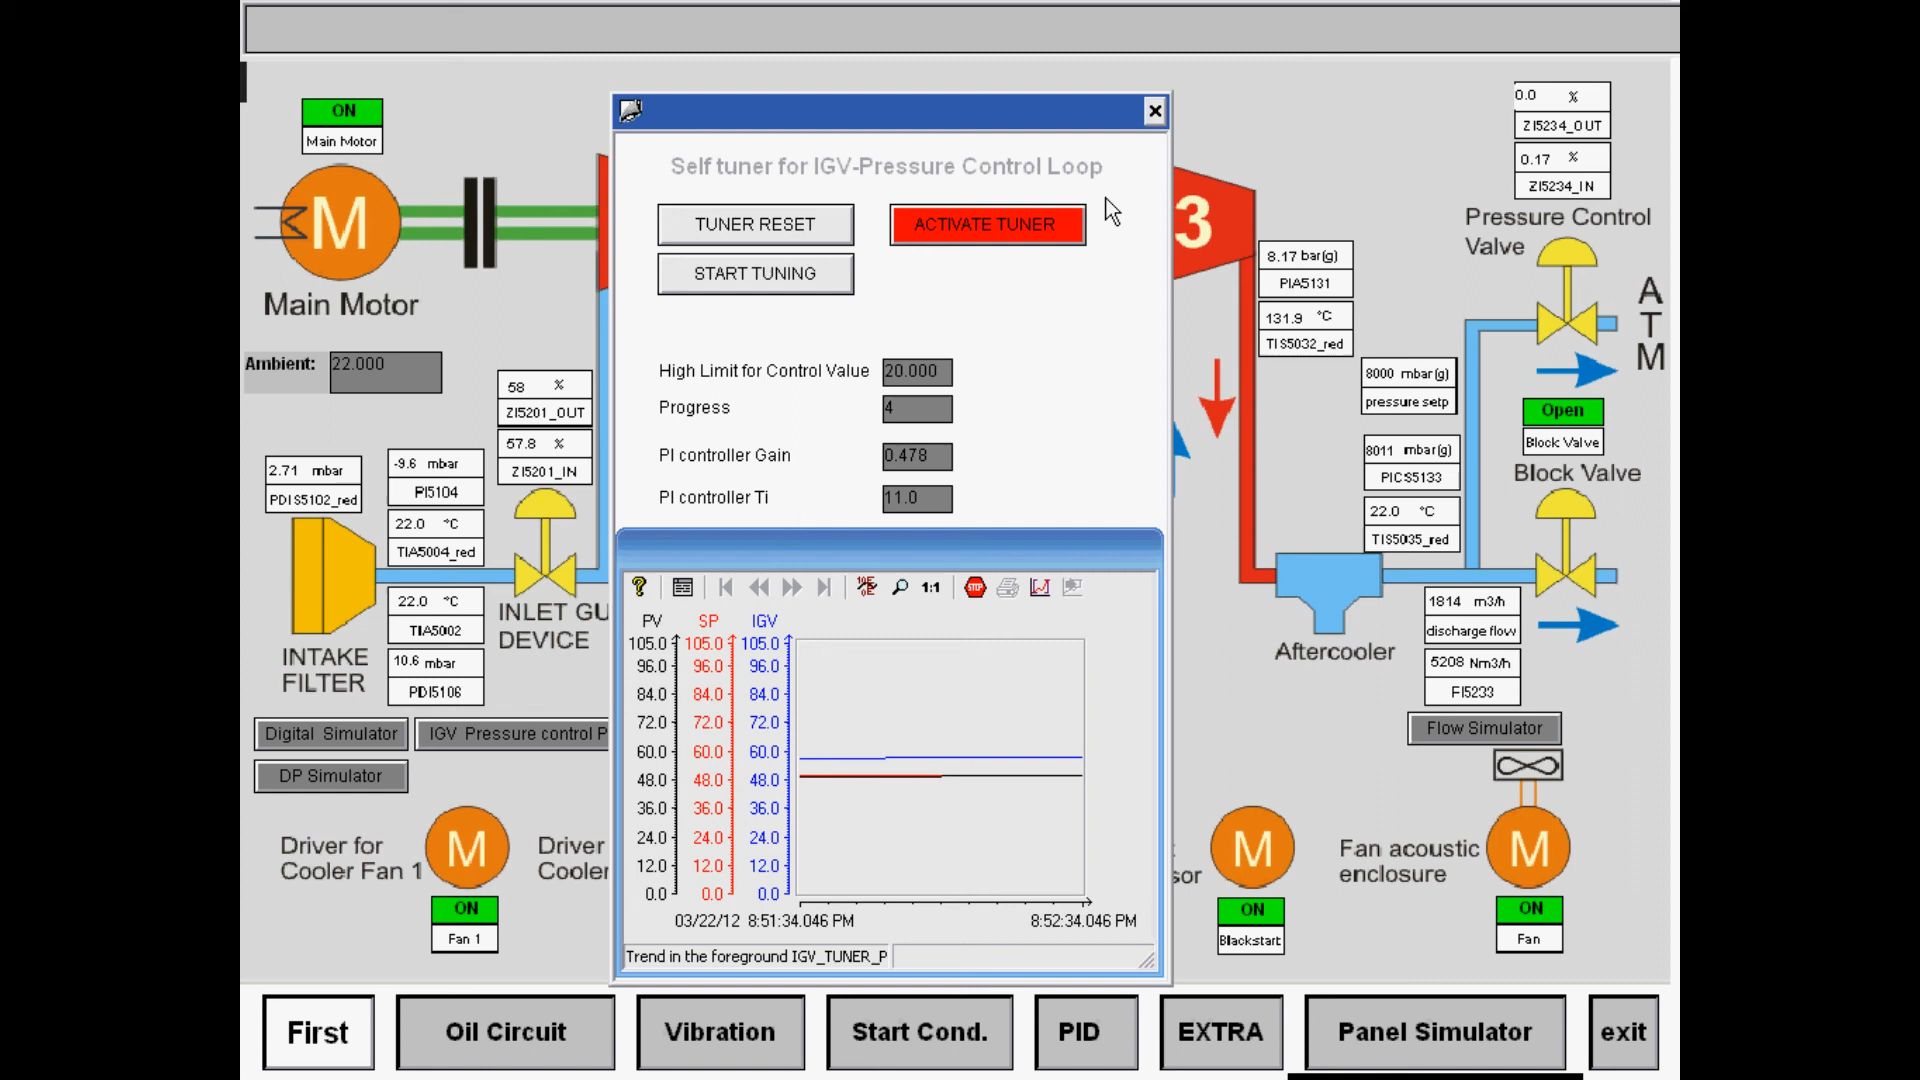 ON
Main Motor
M
Main Motor
Ambient:
22.000
58 %
ZI5201_OUT
57.8 %
ZI5201_IN
2.71 mbar
PDIS5102_red
-9.6 mbar
PI5104
22.0 °C
TIA5004_red
22.0 °C
TIA5002
10.6 mbar
PDI5106
INTAKE
FILTER
INLET GU
DEVICE
Digital Simulator
IGV Pressure control P
DP Simulator
Driver for
Cooler Fan 1
M
ON
Fan 1
Driver
Cooler
Self tuner for IGV-Pressure Control Loop
TUNER RESET
ACTIVATE TUNER
START TUNING
High Limit for Control Value
20.000
Progress
4
PI controller Gain
0.478
PI controller Ti
11.0
1:1
STOP
PV SP IGV
105.0 105.0 105.0
96.0 96.0 96.0
84.0 84.0 84.0
72.0 72.0 72.0
60.0 60.0 60.0
48.0 48.0 48.0
36.0 36.0 36.0
24.0 24.0 24.0
12.0 12.0 12.0
0.0 0.0 0.0
03/22/12 8:51:34.046 PM
8:52:34.046 PM
Trend in the foreground IGV_TUNER_P
3
8.17 bar(g)
PIA5131
131.9 °C
TIS5032_red
0.0 %
ZI5234_OUT
0.17 %
ZI5234_IN
Pressure Control
Valve
A
T
M
8000 mbar(g)
pressure setp
Open
Block Valve
Block Valve
8011 mbar(g)
PICS5133
22.0 °C
TIS5035_red
Aftercooler
1814 m3/h
discharge flow
5208 Nm3/h
FI5233
Flow Simulator
sor
M
ON
Blackstart
Fan acoustic
enclosure
M
ON
Fan
First
Oil Circuit
Vibration
Start Cond.
PID
EXTRA
Panel Simulator
exit